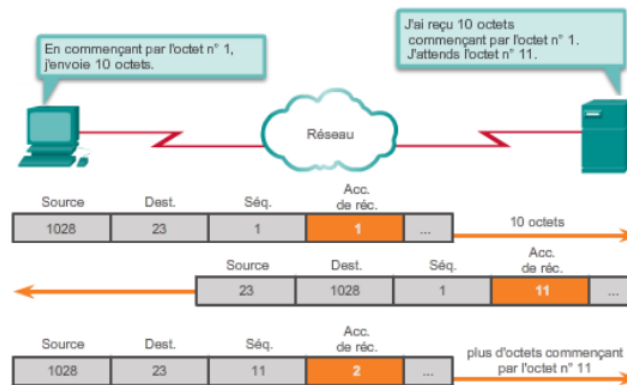 En commençant par l'octet n° 1,
j'envoie 10 octets.
J'ai reçu 10 octets
commençant par l'octet n° 1.
J'attends l'octet n° 11.
Réseau
Acc.
Source Dest. Séq. de réc.
1028 23 1 1 ... 10 octets
Acc.
Source Dest. Séq. de réc.
23 1028 1 11 ...
Acc.
Source Dest. Séq. de réc.
1028 23 11 2 ... plus d'octets commençant
par l'octet n° 11